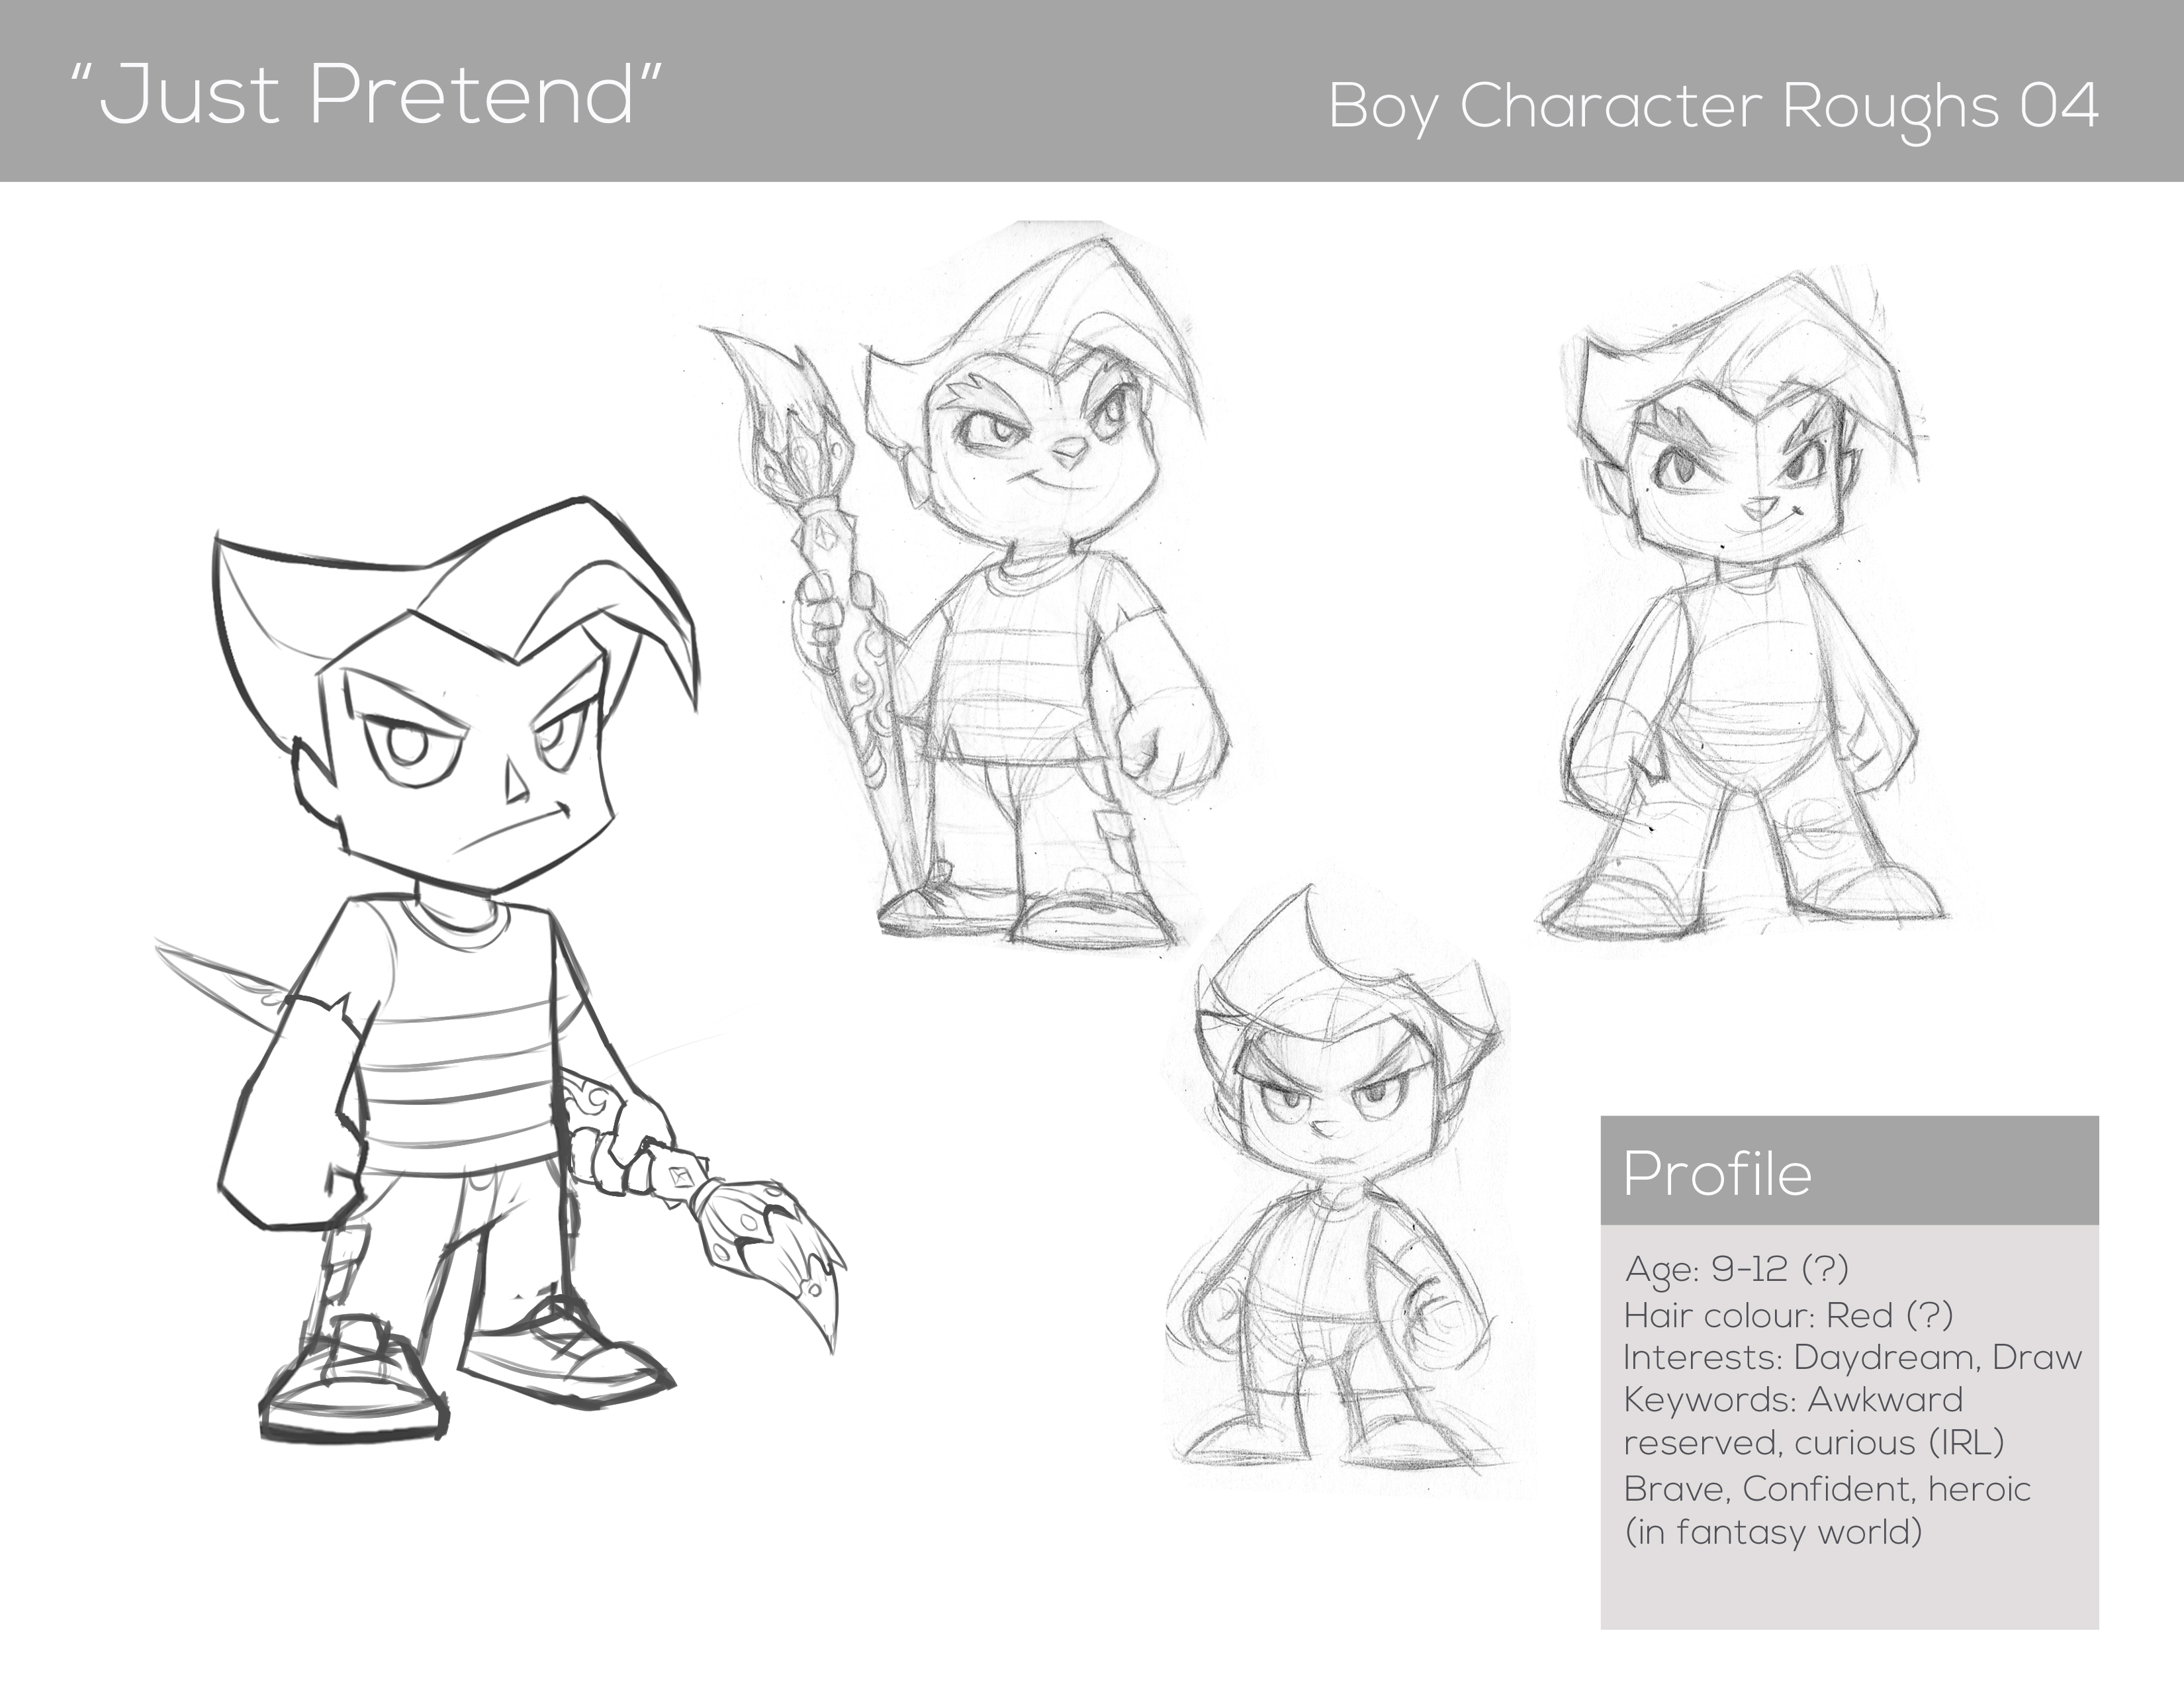 “Just Pretend”
Boy Character Roughs 04
Profile
Age: 9-12 (?)
Hair colour: Red (?)
Interests: Daydream, Draw
Keywords: Awkward
reserved, curious (IRL)
Brave, Confident, heroic
(in fantasy world)